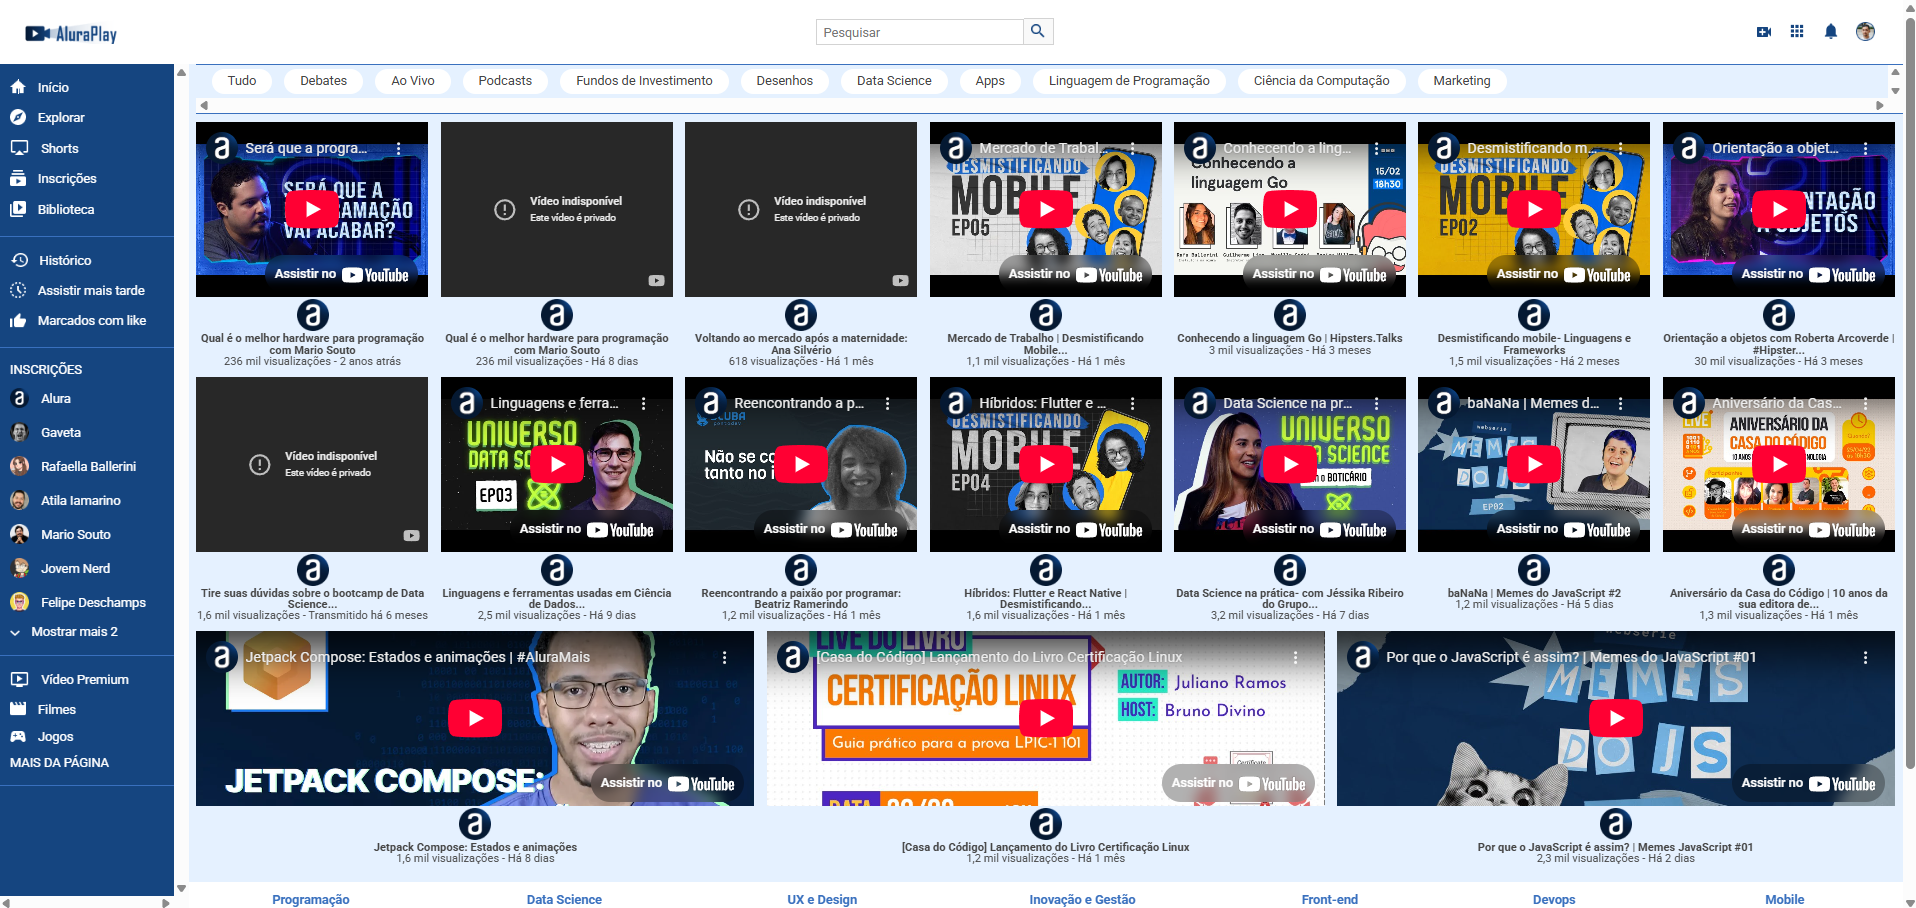 AluraPlay
Pesquisar
Início
Explorar
Shorts
Inscrições
Biblioteca
Histórico
Assistir mais tarde
Marcados com like
INSCRIÇÕES
Alura
Gaveta
Rafaella Ballerini
Atila Iamarino
Mario Souto
Jovem Nerd
Felipe Deschamps
Mostrar mais 2
Vídeo Premium
Filmes
Jogos
MAIS DA PÁGINA
Tudo
Debates
Ao Vivo
Podcasts
Fundos de Investimento
Desenhos
Data Science
Apps
Linguagem de Programação
Ciência da Computação
Marketing
a Será que a progra...
SERÁ QUE A
VAI ACABAR?
Assistir no YouTube
a
Qual é o melhor hardware para programação
com Mario Souto
236 mil visualizações - 2 anos atrás
Vídeo indisponível
Este vídeo é privado
a
Qual é o melhor hardware para programação
com Mario Souto
236 mil visualizações - Há 8 dias
Vídeo indisponível
Este vídeo é privado
a
Voltando ao mercado após a maternidade:
Ana Silvério
618 visualizações - Há 1 mês
a Mercado de Trabal...
DESMISTIFICANDO
MOBILE
EP05
Assistir no YouTube
a
Mercado de Trabalho | Desmistificando
Mobile...
1,1 mil visualizações - Há 1 mês
a Conhecendo a ling...
Conhecendo a
linguagem Go
15/02
18h30
Assistir no YouTube
a
Conhecendo a linguagem Go | Hipsters.Talks
3 mil visualizações - Há 3 meses
a Desmistificando m...
DESMISTIFICANDO
MOBILE
EP02
Assistir no YouTube
a
Desmistificando mobile- Linguagens e
Frameworks
1,5 mil visualizações - Há 2 meses
a Orientação a objet...
A OBJETOS
Assistir no YouTube
a
Orientação a objetos com Roberta Arcoverde |
#Hipster...
30 mil visualizações - Há 3 meses
Vídeo indisponível
Este vídeo é privado
a
Tire suas dúvidas sobre o bootcamp de Data
Science...
1,6 mil visualizações - Transmitido há 6 meses
a Linguagens e ferra...
UNIVERSO
DATA SC
EP03
Assistir no YouTube
a
Linguagens e ferramentas usadas em Ciência
de Dados...
2,5 mil visualizações - Há 9 dias
a Reencontrando a p...
Não se co
tanto no i
Assistir no YouTube
a
Reencontrando a paixão por programar:
Beatriz Ramerindo
1,2 mil visualizações - Há 1 mês
a Híbridos: Flutter e ...
DESMISTIFICANDO
MOBILE
EP04
Assistir no YouTube
a
Híbridos: Flutter e React Native |
Desmistificando...
1,6 mil visualizações - Há 1 mês
a Data Science na pr...
UNIVERSO
SCIENCE
o BOTICÁRIO
Assistir no YouTube
a
Data Science na prática- com Jéssika Ribeiro
do Grupo...
3,2 mil visualizações - Há 7 dias
a baNaNa | Memes d...
webserie
MEMES
DO JS
EP02
Assistir no YouTube
a
baNaNa | Memes do JavaScript #2
1,2 mil visualizações - Há 5 dias
a Aniversário da Cas...
LIVE
ANIVERSÁRIO DA
CASA DO CÓDIGO
Assistir no YouTube
a
Aniversário da Casa do Código | 10 anos da
sua editora de...
1,3 mil visualizações - Há 1 mês
a Jetpack Compose: Estados e animações | #AluraMais
JETPACK COMPOSE:
Assistir no YouTube
a
Jetpack Compose: Estados e animações
1,6 mil visualizações - Há 8 dias
LIVE DO LIVRO
a [Casa do Código] Lançamento do Livro Certificação Linux
CERTIFICAÇÃO LINUX
AUTOR: Juliano Ramos
HOST: Bruno Divino
Guia prático para a prova LPIC-1 101
Certificate
Assistir no YouTube
a
[Casa do Código] Lançamento do Livro Certificação Linux
1,2 mil visualizações - Há 1 mês
webserie
a Por que o JavaScript é assim? | Memes do JavaScript #01
MEMES
DO JS
Assistir no YouTube
a
Por que o JavaScript é assim? | Memes JavaScript #01
2,3 mil visualizações - Há 2 dias
Programação
Data Science
UX e Design
Inovação e Gestão
Front-end
Devops
Mobile